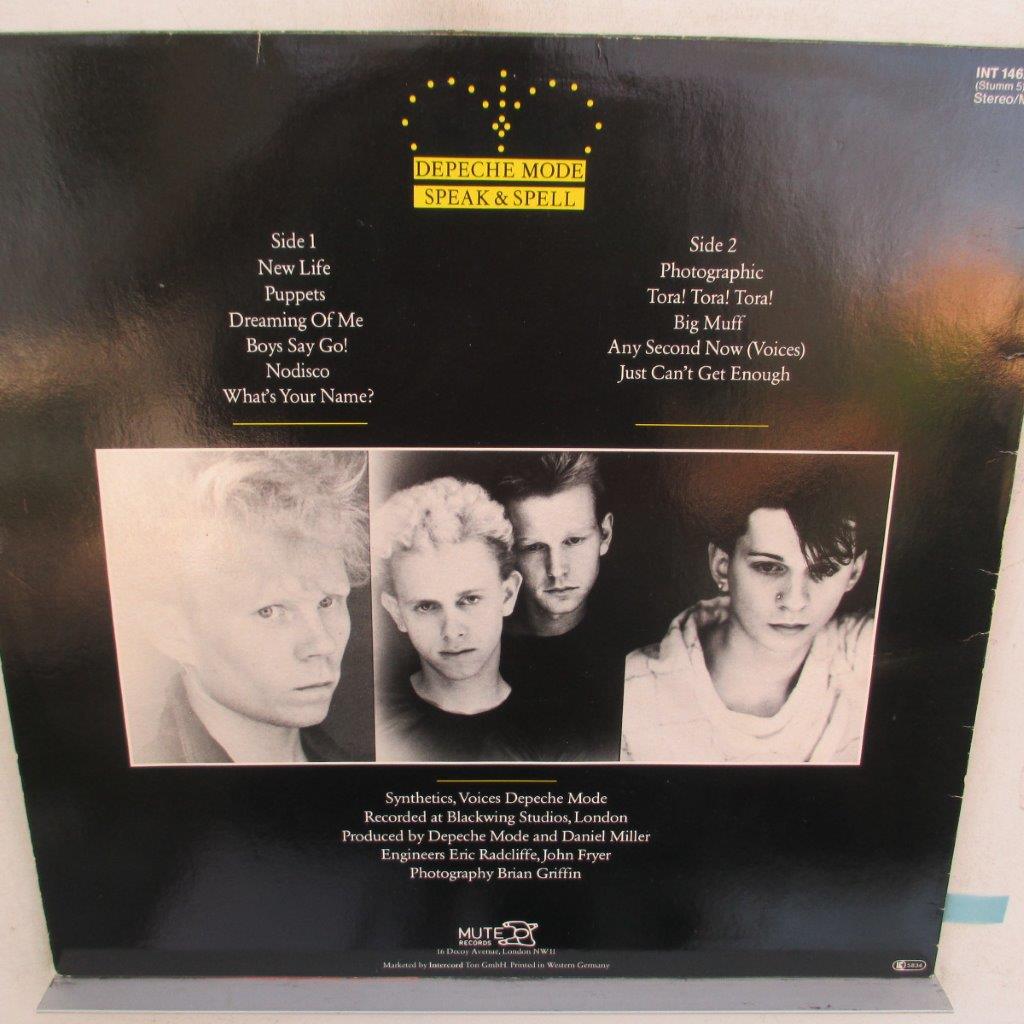 INT 146
(Stumm 5)
Stereo/M
DEPECHE MODE
SPEAK & SPELL
Side 1
New Life
Puppets
Dreaming Of Me
Boys Say Go!
Nodisco
What's Your Name?
Side 2
Photographic
Tora! Tora! Tora!
Big Muff
Any Second Now (Voices)
Just Can't Get Enough
Synthetics, Voices Depeche Mode
Recorded at Blackwing Studios, London
Produced by Depeche Mode and Daniel Miller
Engineers Eric Radcliffe, John Fryer
Photography Brian Griffin
MUTE
RECORDS
16 Decoy Avenue, London NW11
Marketed by Intercord Ton GmbH. Printed in Western Germany
LC 5834